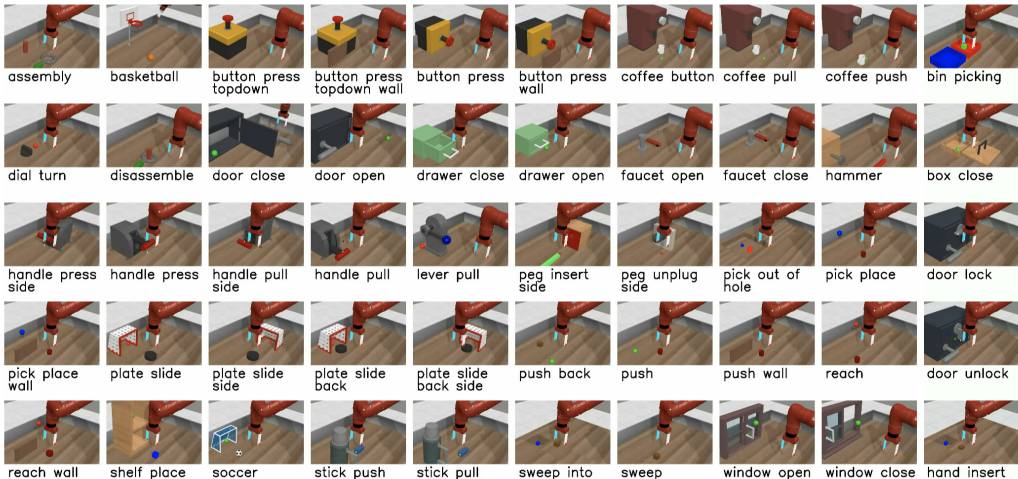 assembly
basketball
button press
topdown
button press
topdown wall
button press
button press
wall
coffee button
coffee pull
coffee push
bin picking
dial turn
disassemble
door close
door open
drawer close
drawer open
faucet open
faucet close
hammer
box close
handle press
side
handle press
handle pull
side
handle pull
lever pull
peg insert
side
peg unplug
side
pick out of
hole
pick place
door lock
pick place
wall
plate slide
plate slide
side
plate slide
back
plate slide
back side
push back
push
push wall
reach
door unlock
reach wall
shelf place
soccer
stick push
stick pull
sweep into
sweep
window open
window close
hand insert